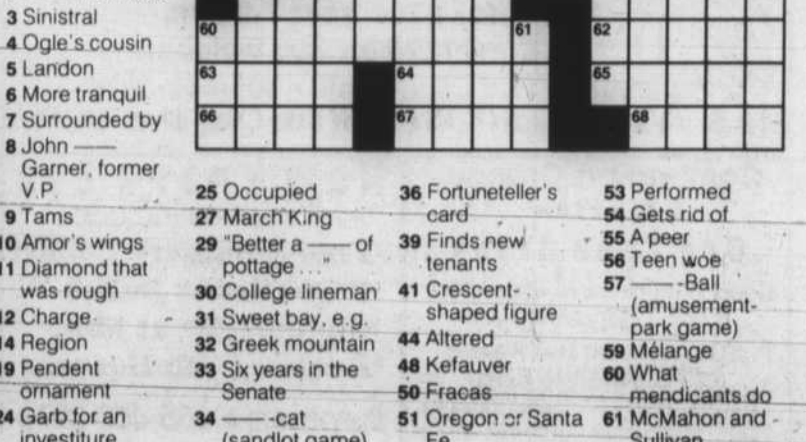 60 61 62
63 64 65
66 67 68
3 Sinistral
4 Ogle's cousin
5 Landon
6 More tranquil
7 Surrounded by
8 John ——
Garner, former
V.P.
9 Tams
10 Amor's wings
11 Diamond that
was rough
12 Charge
14 Region
19 Pendent
ornament
24 Garb for an
investiture
25 Occupied
27 March King
29 "Better a —— of
pottage ..."
30 College lineman
31 Sweet bay, e.g.
32 Greek mountain
33 Six years in the
Senate
34 —— cat
(sandlot game)
36 Fortuneteller's
card
39 Finds new
tenants
41 Crescent-
shaped figure
44 Altered
48 Kefauver
50 Fracas
51 Oregon or Santa
Fe
53 Performed
54 Gets rid of
55 A peer
56 Teen woe
57 ——-Ball
(amusement-
park game)
59 Mélange
60 What
mendicants do
61 McMahon and
Sullivan